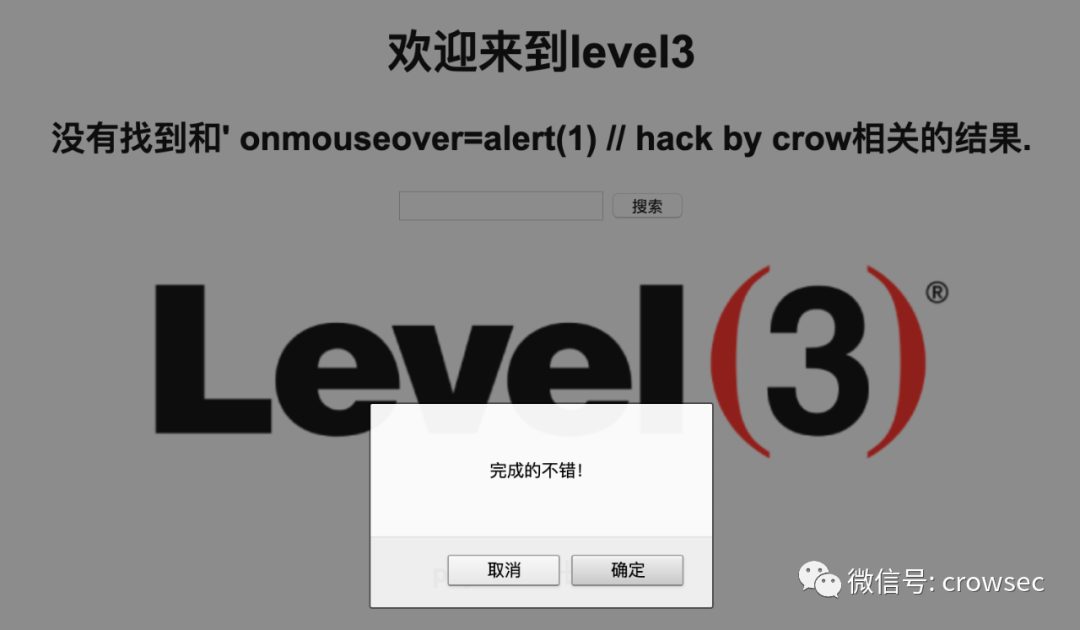 欢迎来到level3
没有找到和' onmouseover=alert(1) // hack by crow相关的结果.
搜索
Level(3)®
完成的不错!
取消 确定
微信号: crowsec